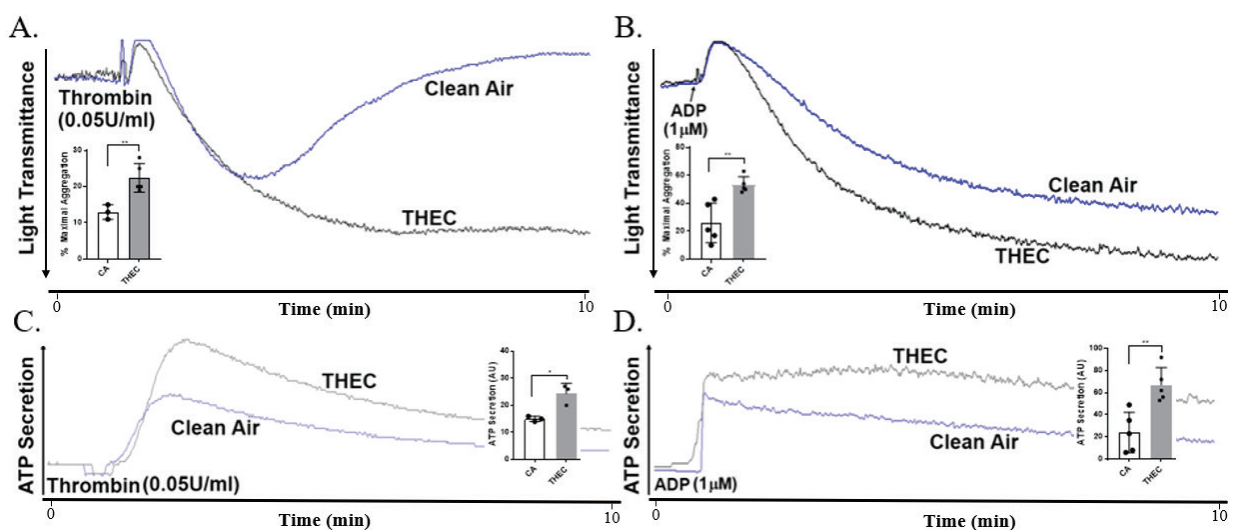 A.
Light Transmittance
Thrombin
(0.05U/ml)
Clean Air
THEC
% Maximal Aggregation
30
20
10
0
**
CA
THEC
0
Time (min)
10
B.
Light Transmittance
ADP
(1μM)
Clean Air
THEC
% Maximal Aggregation
80
60
40
20
0
**
CA
THEC
0
Time (min)
10
C.
ATP Secretion
THEC
Clean Air
Thrombin (0.05U/ml)
ATP Secretion (AU)
40
30
20
10
0
*
CA
THEC
0
Time (min)
10
D.
ATP Secretion
THEC
Clean Air
ADP (1μM)
ATP Secretion (AU)
100
80
60
40
20
0
**
CA
THEC
0
Time (min)
10